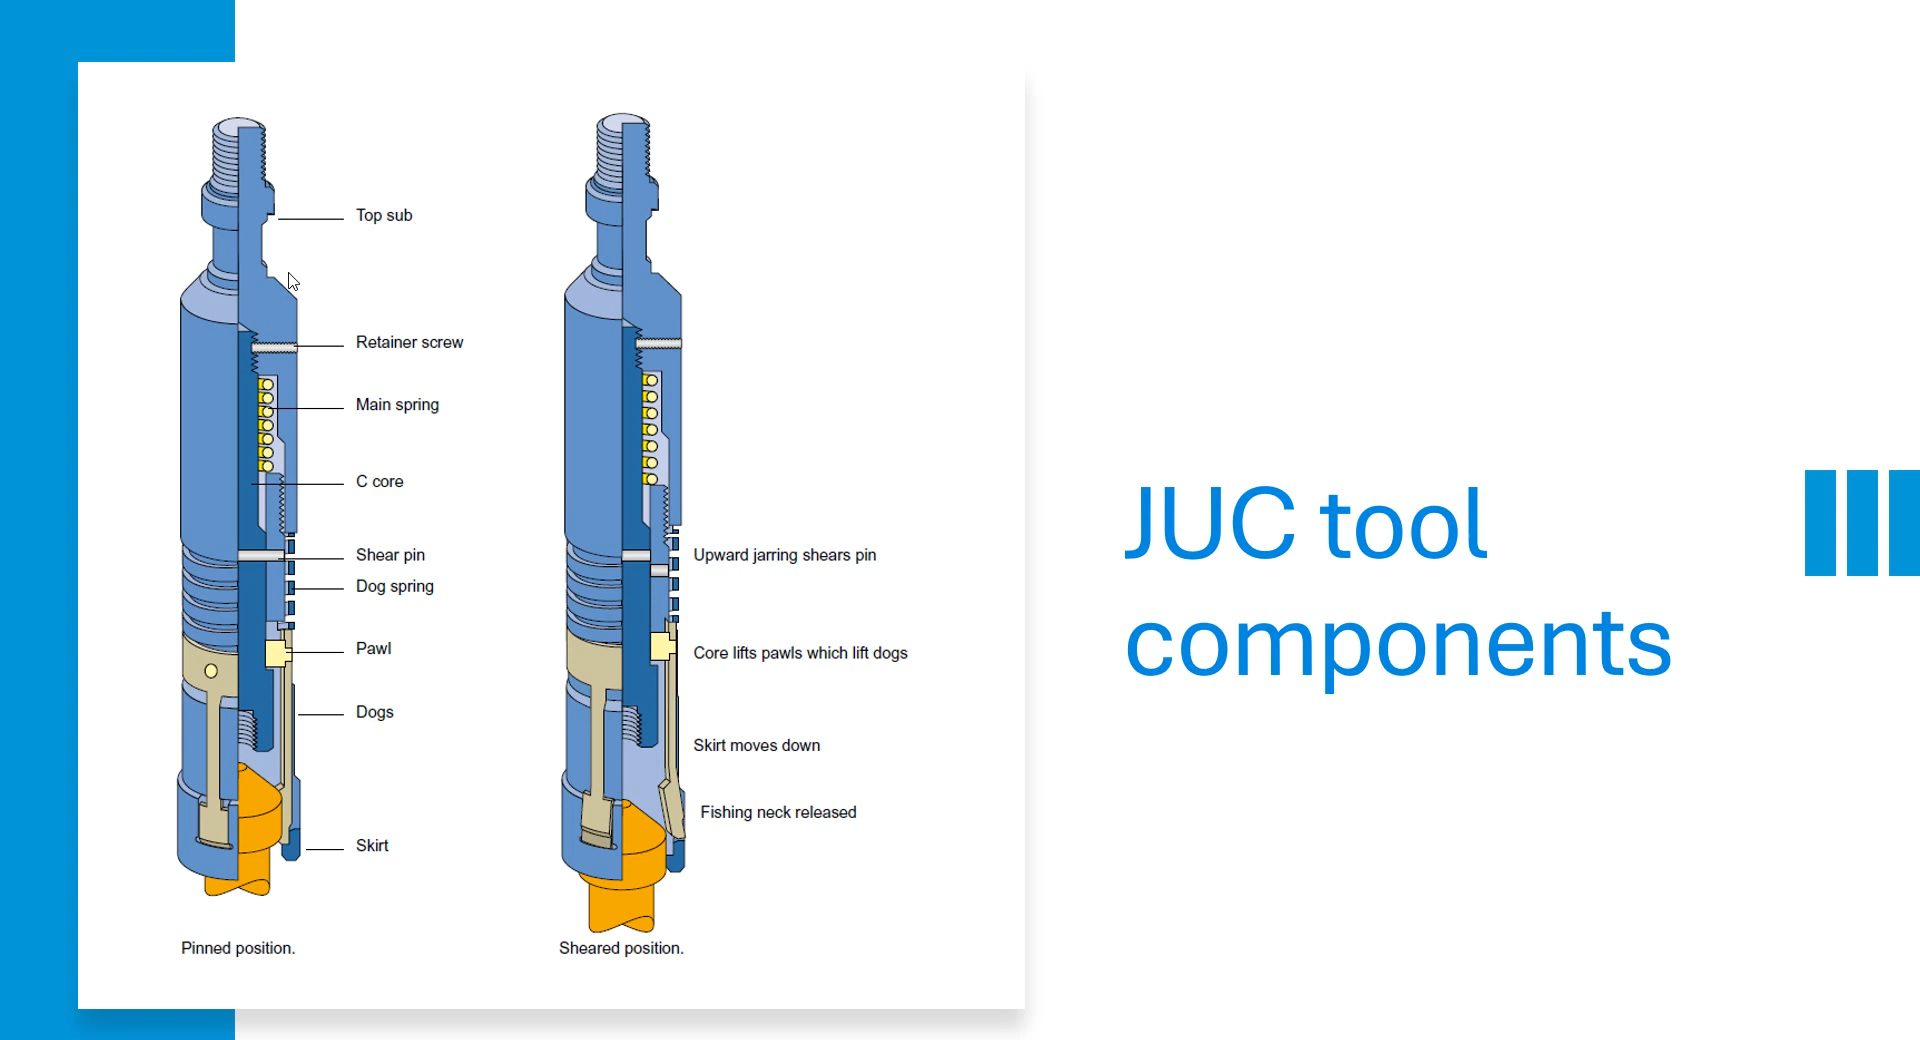 Top sub
Retainer screw
Main spring
C core
Shear pin
Dog spring
Pawl
Dogs
Skirt
Pinned position.
Upward jarring shears pin
Core lifts pawls which lift dogs
Skirt moves down
Fishing neck released
Sheared position.
JUC tool
components